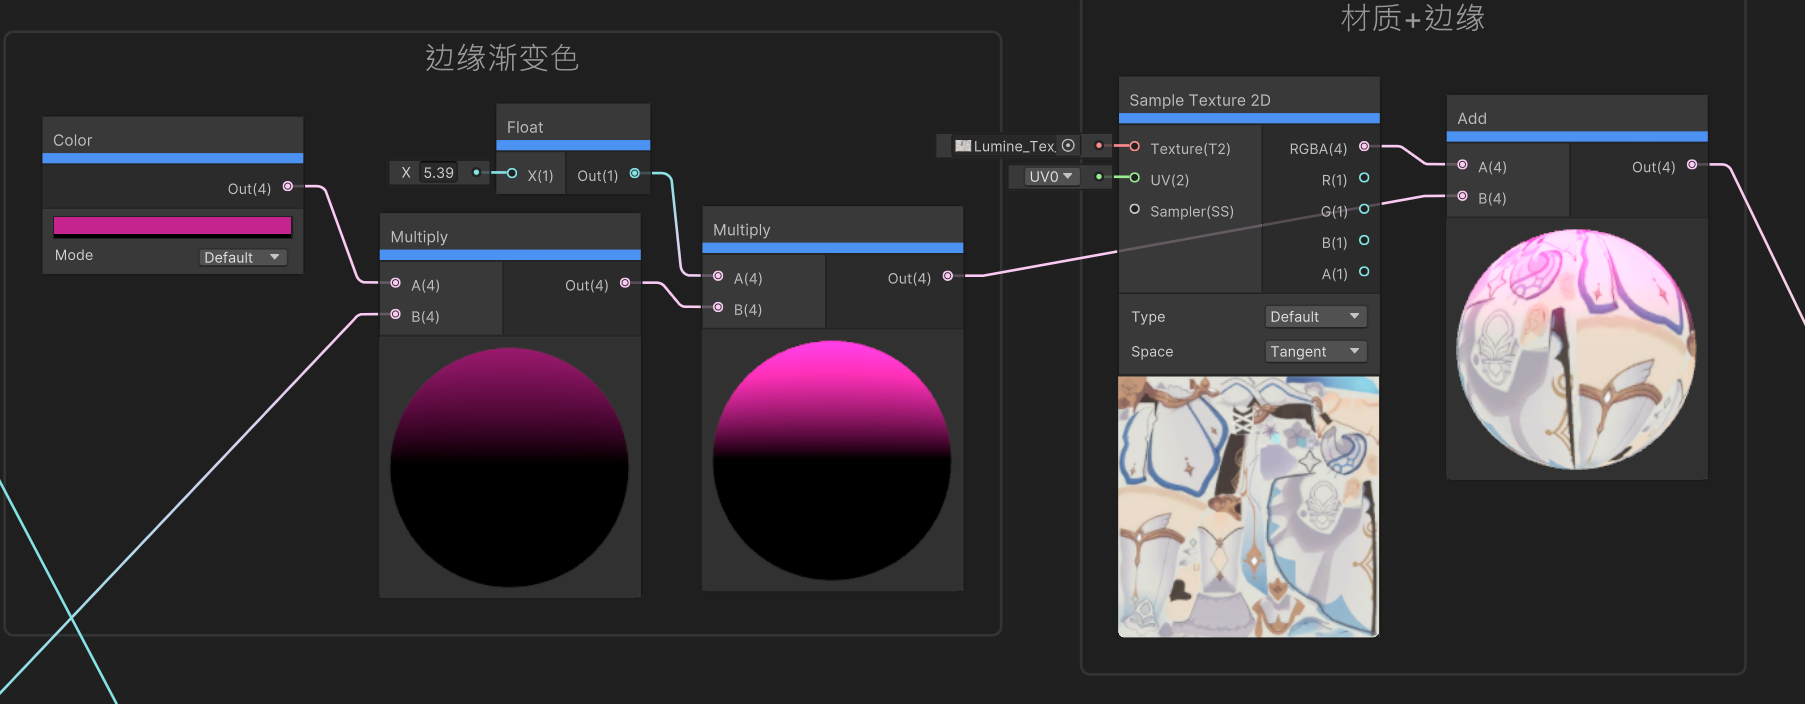 边缘渐变色
Color
Out(4)
Mode
Default
Float
X 5.39
X(1)
Out(1)
Multiply
A(4)
Out(4)
B(4)
Multiply
A(4)
Out(4)
B(4)
材质+边缘
Lumine_Tex
UV0
Sample Texture 2D
Texture(T2)
RGBA(4)
UV(2)
R(1)
Sampler(SS)
G(1)
B(1)
A(1)
Type
Default
Space
Tangent
Add
A(4)
Out(4)
B(4)